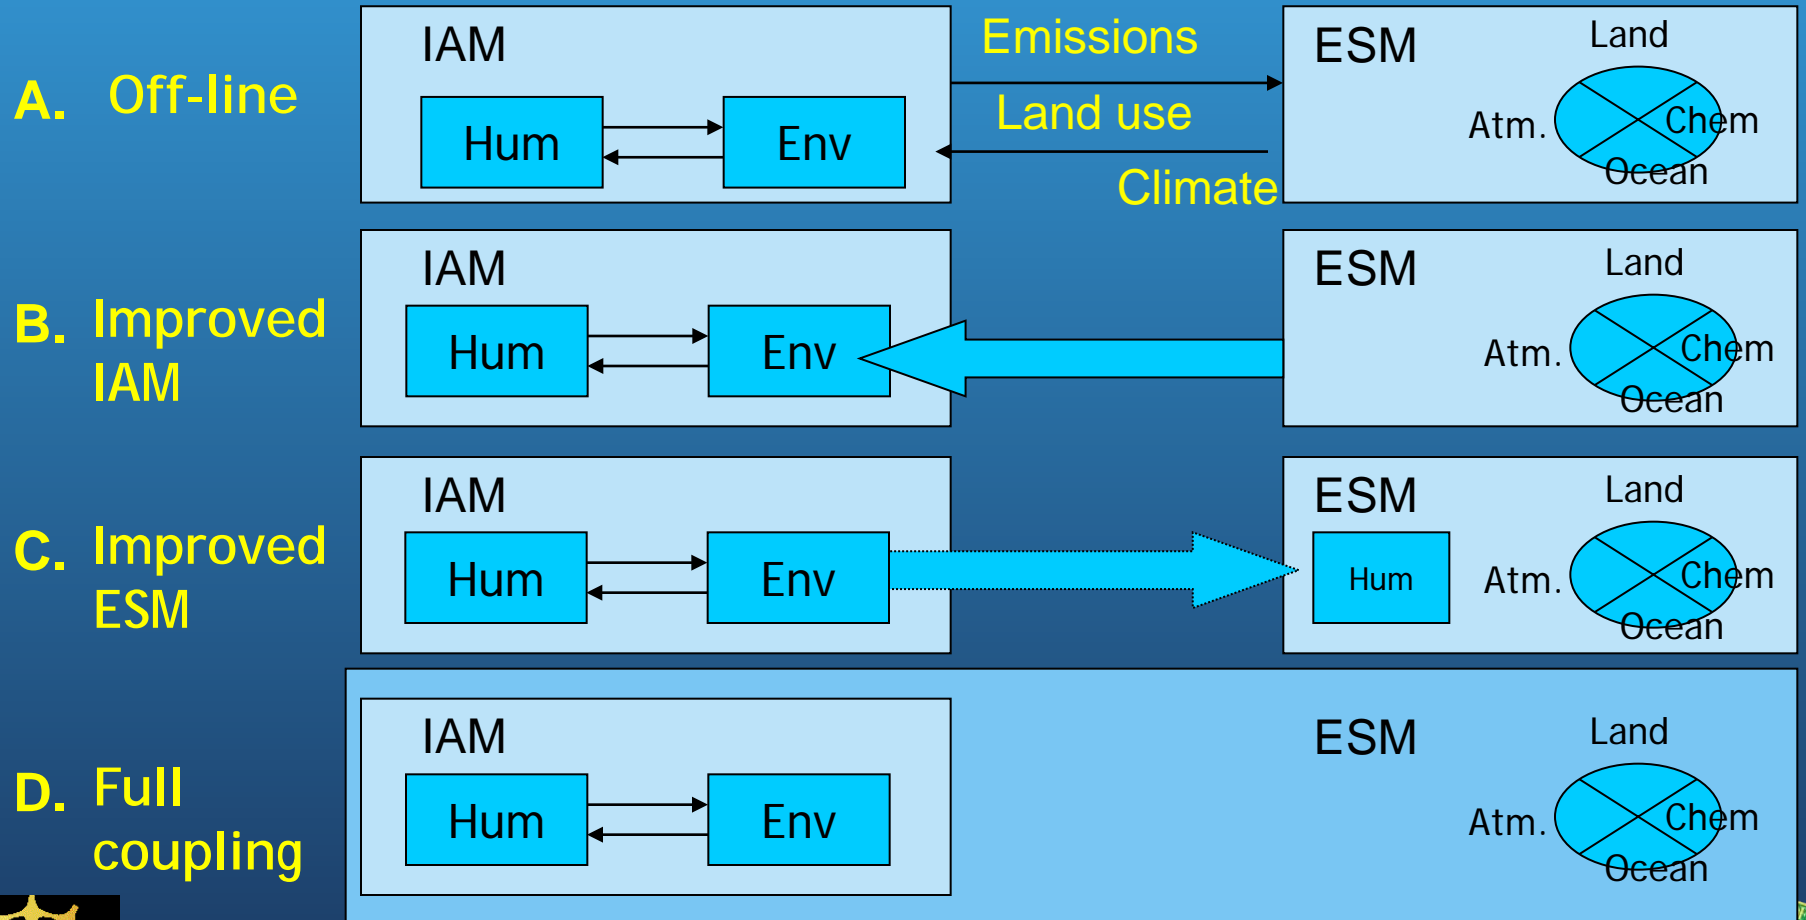 A. Off-line
IAM
Hum
Env
Emissions
Land use
Climate
ESM
Land
Atm.
Chem
Ocean
B. Improved
IAM
IAM
Hum
Env
ESM
Land
Atm.
Chem
Ocean
C. Improved
ESM
IAM
Hum
Env
ESM
Hum
Land
Atm.
Chem
Ocean
D. Full
coupling
IAM
Hum
Env
ESM
Land
Atm.
Chem
Ocean